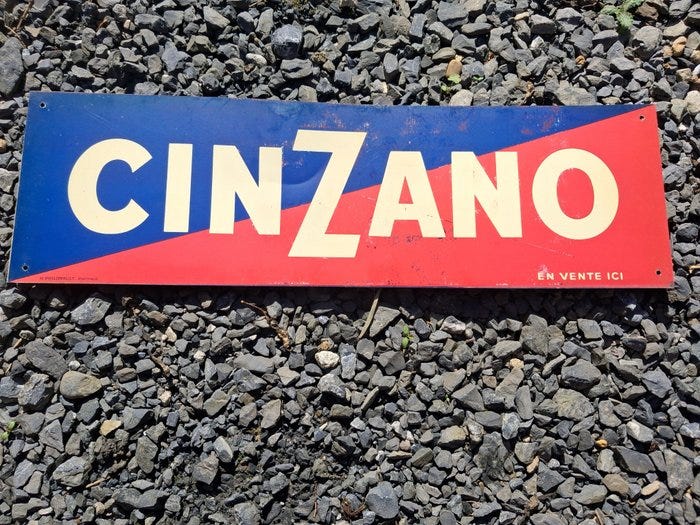 CINZANO
EN VENTE ICI